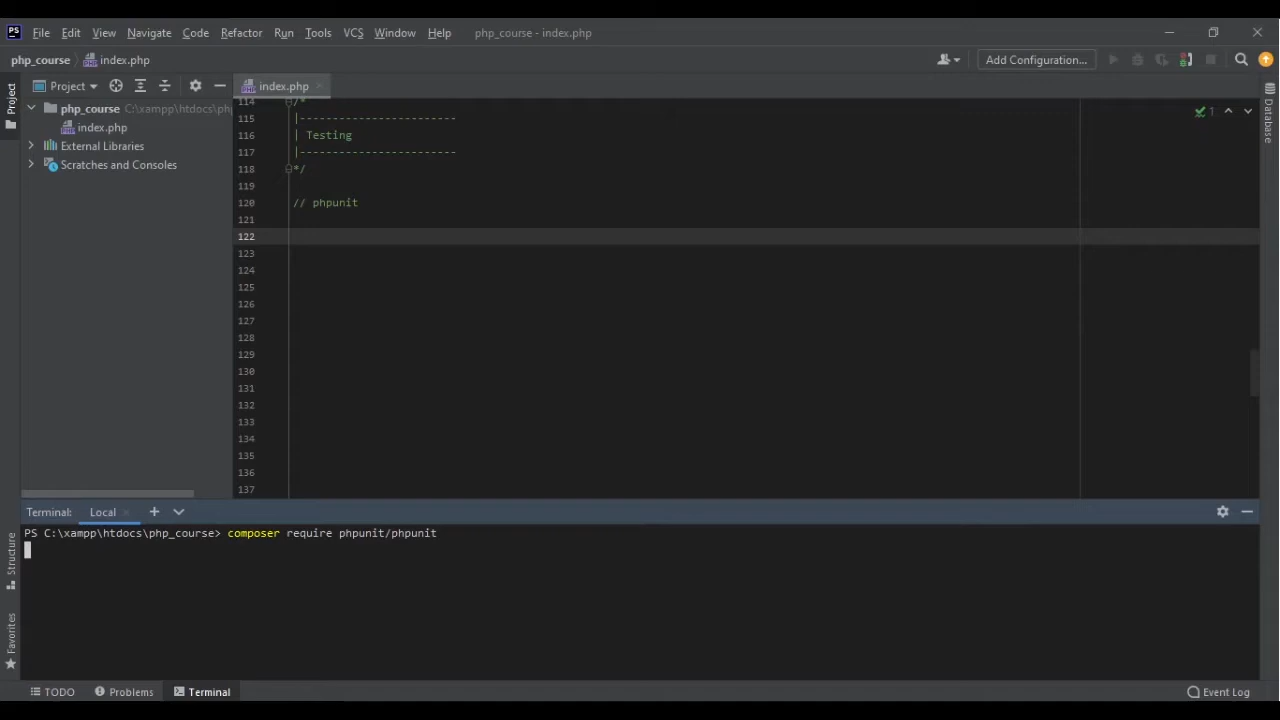 PS File Edit View Navigate Code Refactor Run Tools VCS Window Help php_course - index.php
php_course index.php Add Configuration...
Project index.php
Project
Database
php_course C:\xampp\htdocs\php
index.php
External Libraries
Scratches and Consoles
1
114 /*
115 |------------------------
116 | Testing
117 |------------------------
118 */
119
120 // phpunit
121
122
123
124
125
126
127
128
129
130
131
132
133
134
135
136
137
Terminal: Local
PS C:\xampp\htdocs\php_course> composer require phpunit/phpunit
Structure
Favorites
TODO Problems Terminal Event Log